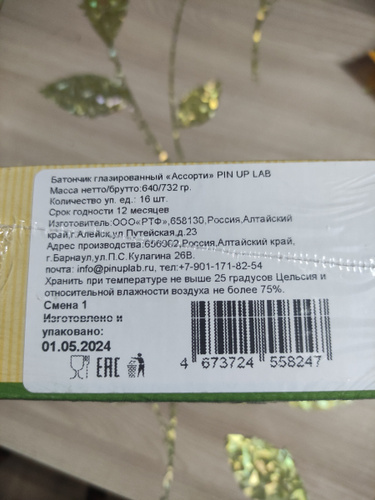 Батончик глазированный «Ассорти» PIN UP LAB
Масса нетто/брутто:640/732 гр.
Количество уп. ед.: 16 шт.
Срок годности 12 месяцев
Изготовитель:ООО«РТФ»,658130,Россия,Алтайский
край,г.Алейск,ул Путейская,д.23
Адрес производства:656902,Россия,Алтайский край,
г.Барнаул,ул.П.С.Кулагина 26В.
почта: info@pinuplab.ru,тел:+7-901-171-82-54
Хранить при температуре не выше 25 градусов Цельсия и
относительной влажности воздуха не более 75%.
Смена 1
Изготовлено и
упаковано:
01.05.2024
EAC
4 673724 558247